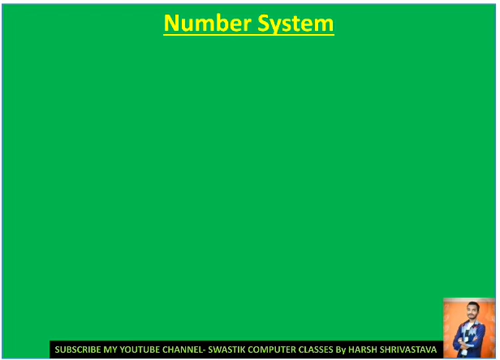 Number System
SUBSCRIBE MY YOUTUBE CHANNEL- SWASTIK COMPUTER CLASSES By HARSH SHRIVASTAVA